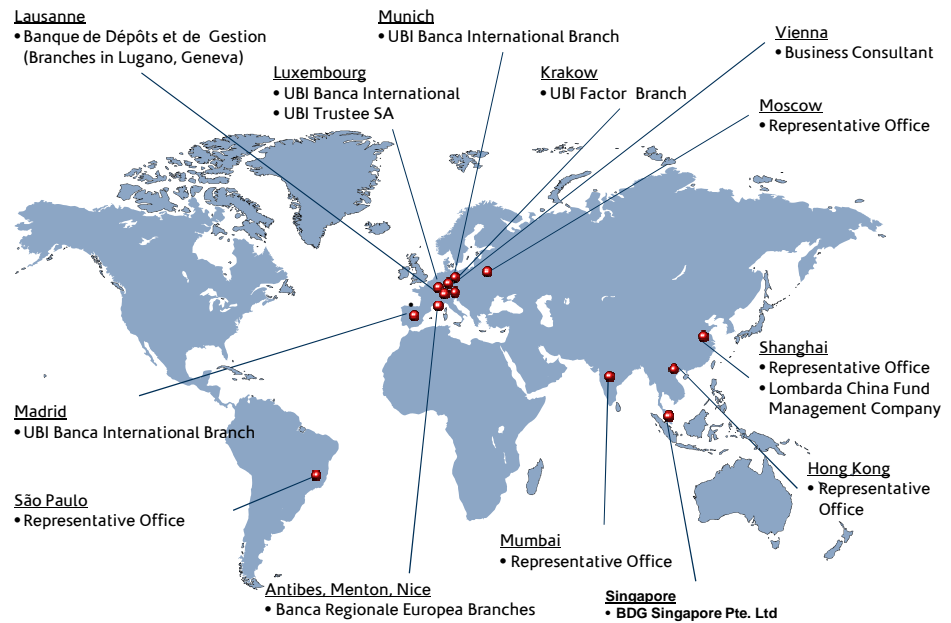 Lausanne
• Banque de Dépôts et de Gestion
(Branches in Lugano, Geneva)
Munich
• UBI Banca International Branch
Vienna
• Business Consultant
Luxembourg
• UBI Banca International
• UBI Trustee SA
Krakow
• UBI Factor Branch
Moscow
• Representative Office
Shanghai
• Representative Office
• Lombarda China Fund
Management Company
Madrid
• UBI Banca International Branch
Hong Kong
• Representative
Office
São Paulo
• Representative Office
Mumbai
• Representative Office
Antibes, Menton, Nice
• Banca Regionale Europea Branches
Singapore
• BDG Singapore Pte. Ltd